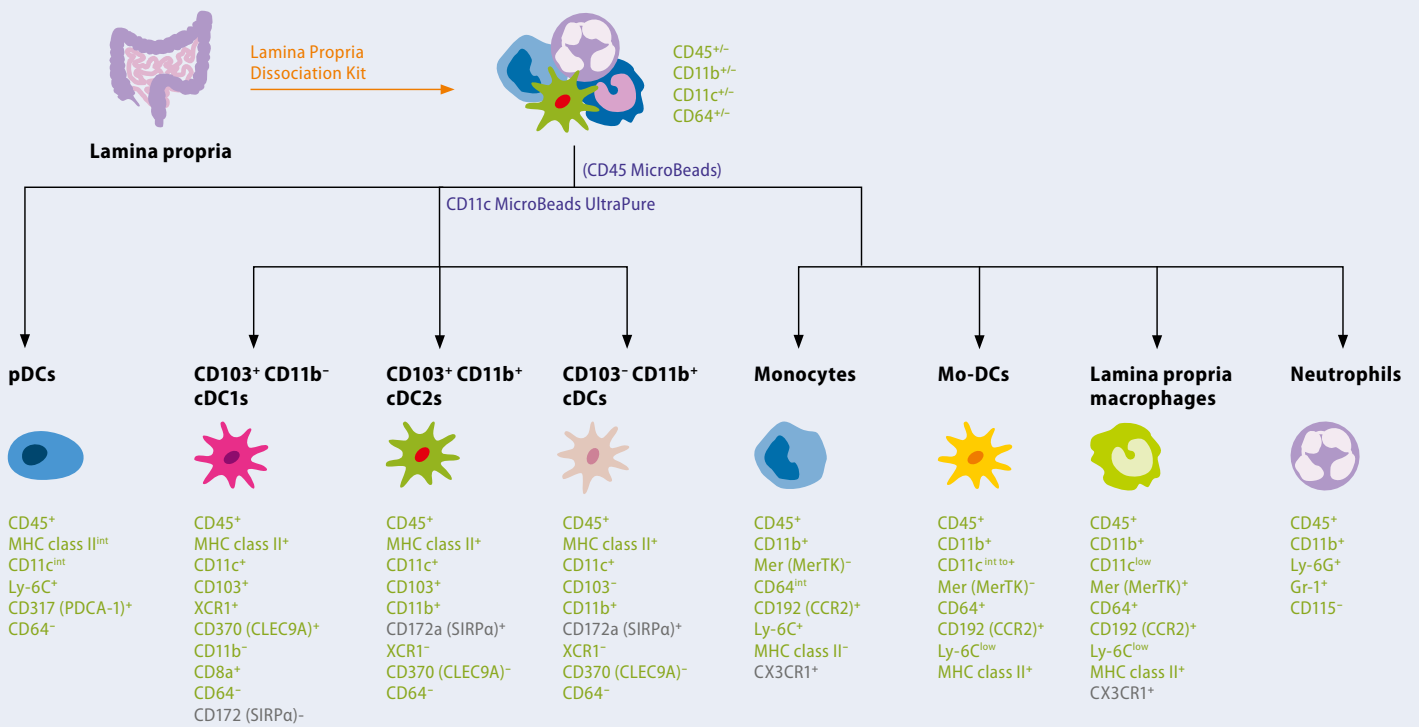 Lamina Propria
Dissociation Kit
Lamina propria
CD45⁺/⁻
CD11b⁺/⁻
CD11c⁺/⁻
CD64⁺/⁻
(CD45 MicroBeads)
CD11c MicroBeads UltraPure
pDCs
CD45⁺
MHC class IIⁱⁿᵗ
CD11cⁱⁿᵗ
Ly-6C⁺
CD317 (PDCA-1)⁺
CD64⁻
CD103⁺ CD11b⁻
cDC1s
CD45⁺
MHC class II⁺
CD11c⁺
CD103⁺
XCR1⁺
CD370 (CLEC9A)⁺
CD11b⁻
CD8a⁺
CD64⁻
CD172 (SIRPα)-
CD103⁺ CD11b⁺
cDC2s
CD45⁺
MHC class II⁺
CD11c⁺
CD103⁺
CD11b⁺
CD172a (SIRPα)⁺
XCR1⁻
CD370 (CLEC9A)⁻
CD64⁻
CD103⁻ CD11b⁺
cDCs
CD45⁺
MHC class II⁺
CD11c⁺
CD103⁻
CD11b⁺
CD172a (SIRPα)⁺
XCR1⁻
CD370 (CLEC9A)⁻
CD64⁻
Monocytes
CD45⁺
CD11b⁺
Mer (MerTK)⁻
CD64ⁱⁿᵗ
CD192 (CCR2)⁺
Ly-6C⁺
MHC class II⁻
CX3CR1⁺
Mo-DCs
CD45⁺
CD11b⁺
CD11cⁱⁿᵗ ᵗᵒ⁺
Mer (MerTK)⁻
CD64⁺
CD192 (CCR2)⁺
Ly-6Cˡᵒʷ
MHC class II⁺
Lamina propria
macrophages
CD45⁺
CD11b⁺
CD11cˡᵒʷ
Mer (MerTK)⁺
CD64⁺
CD192 (CCR2)⁺
Ly-6Cˡᵒʷ
MHC class II⁺
CX3CR1⁺
Neutrophils
CD45⁺
CD11b⁺
Ly-6G⁺
Gr-1⁺
CD115⁻